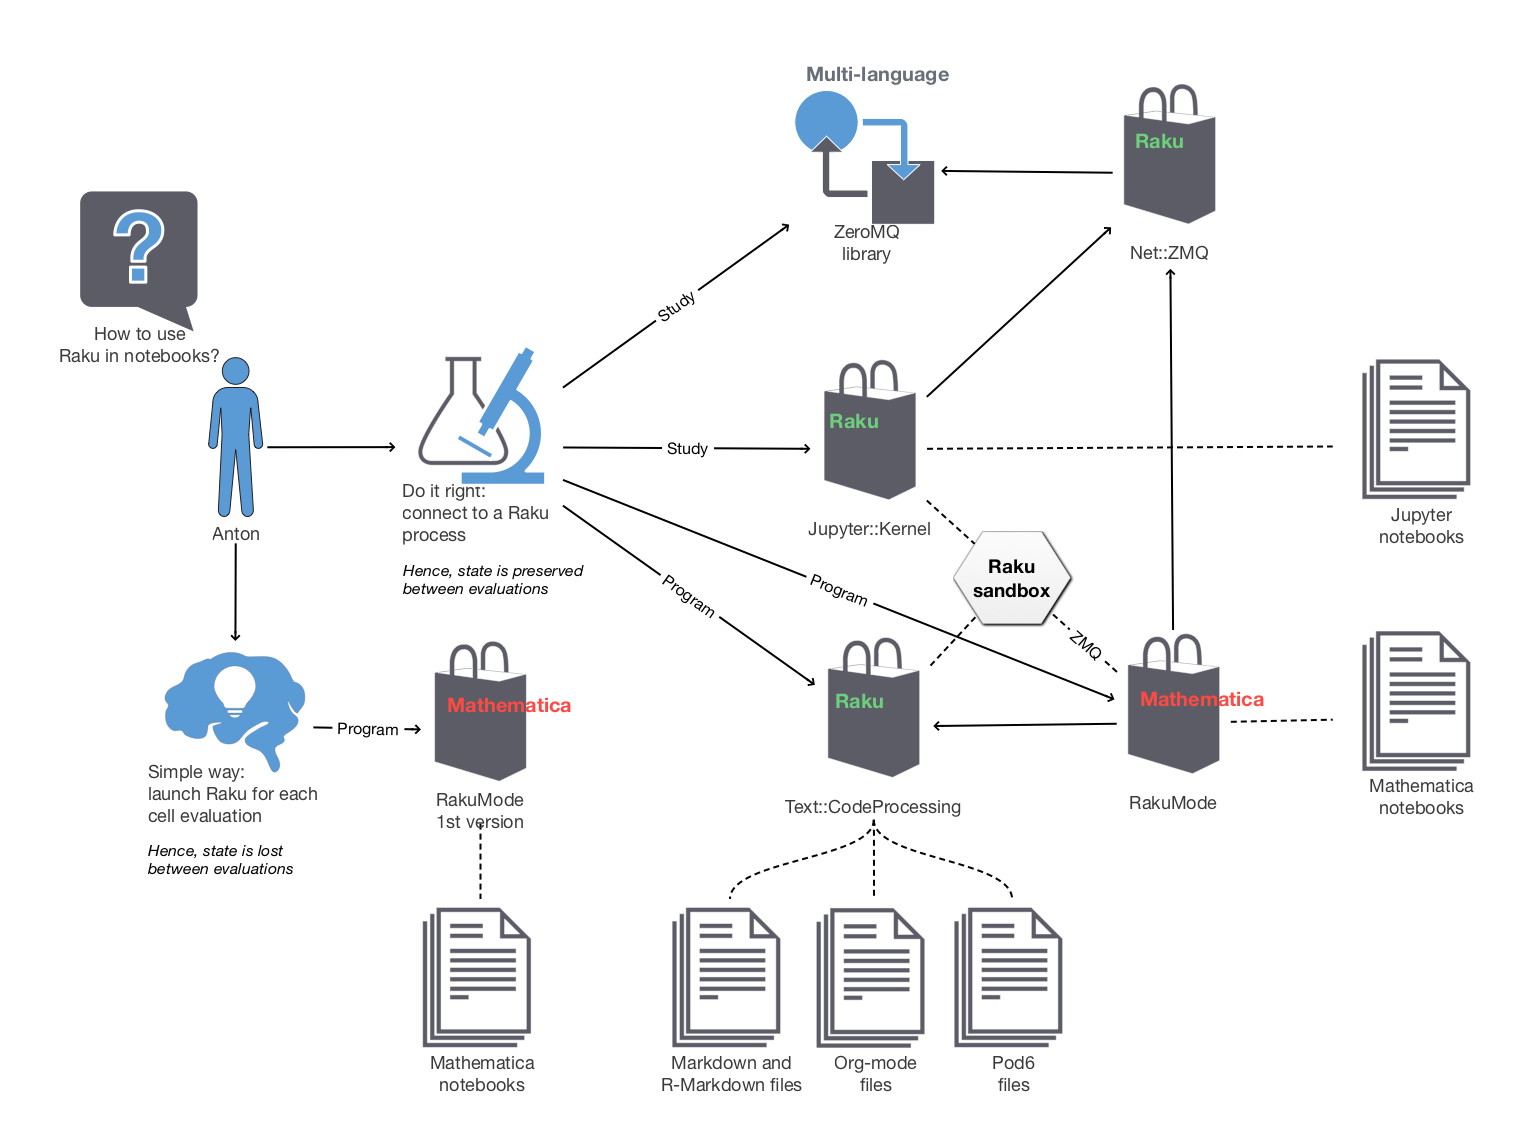 Multi-language
Raku
ZeroMQ
library
Net::ZMQ
?
How to use
Raku in notebooks?
Study
Anton
Do it right:
connect to a Raku
process
Hence, state is preserved
between evaluations
Study
Raku
Jupyter::Kernel
Jupyter
notebooks
Raku
sandbox
Program
Program
ZMQ
Simple way:
launch Raku for each
cell evaluation
Hence, state is lost
between evaluations
Program
Mathematica
RakuMode
1st version
Raku
Text::CodeProcessing
Mathematica
RakuMode
Mathematica
notebooks
Mathematica
notebooks
Markdown and
R-Markdown files
Org-mode
files
Pod6
files